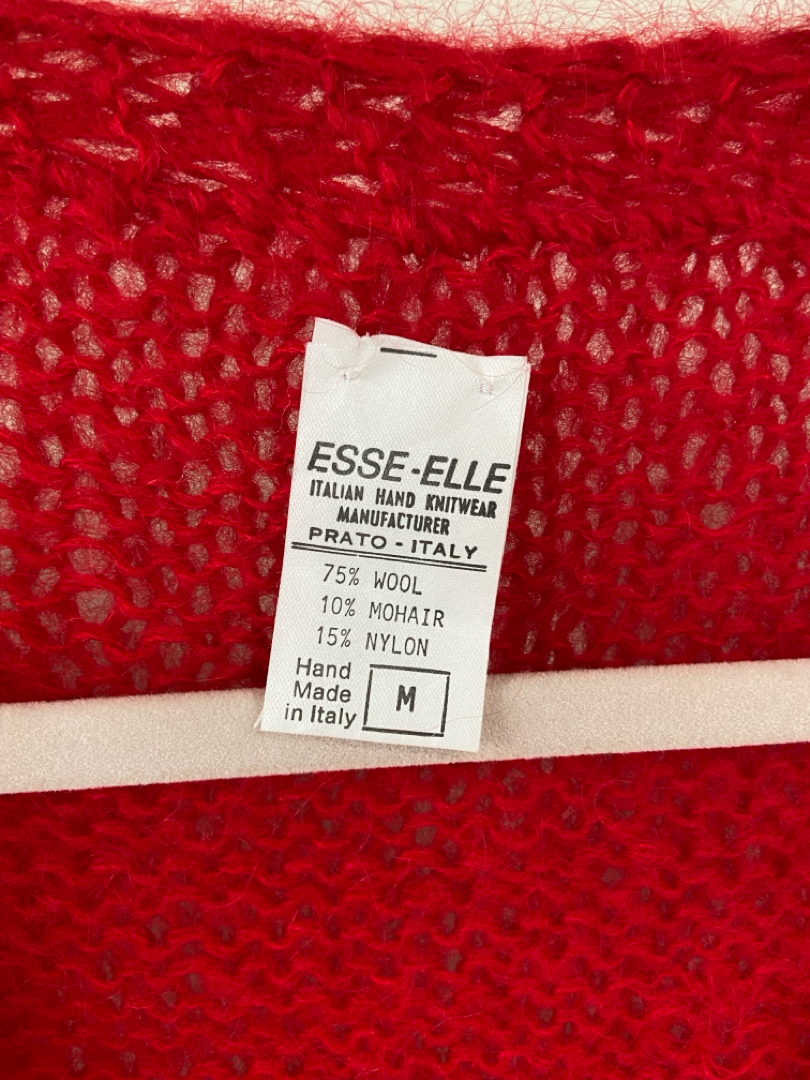 ESSE-ELLE
ITALIAN HAND KNITWEAR
MANUFACTURER
PRATO - ITALY
75% WOOL
10% MOHAIR
15% NYLON
Hand
Made
in Italy
M